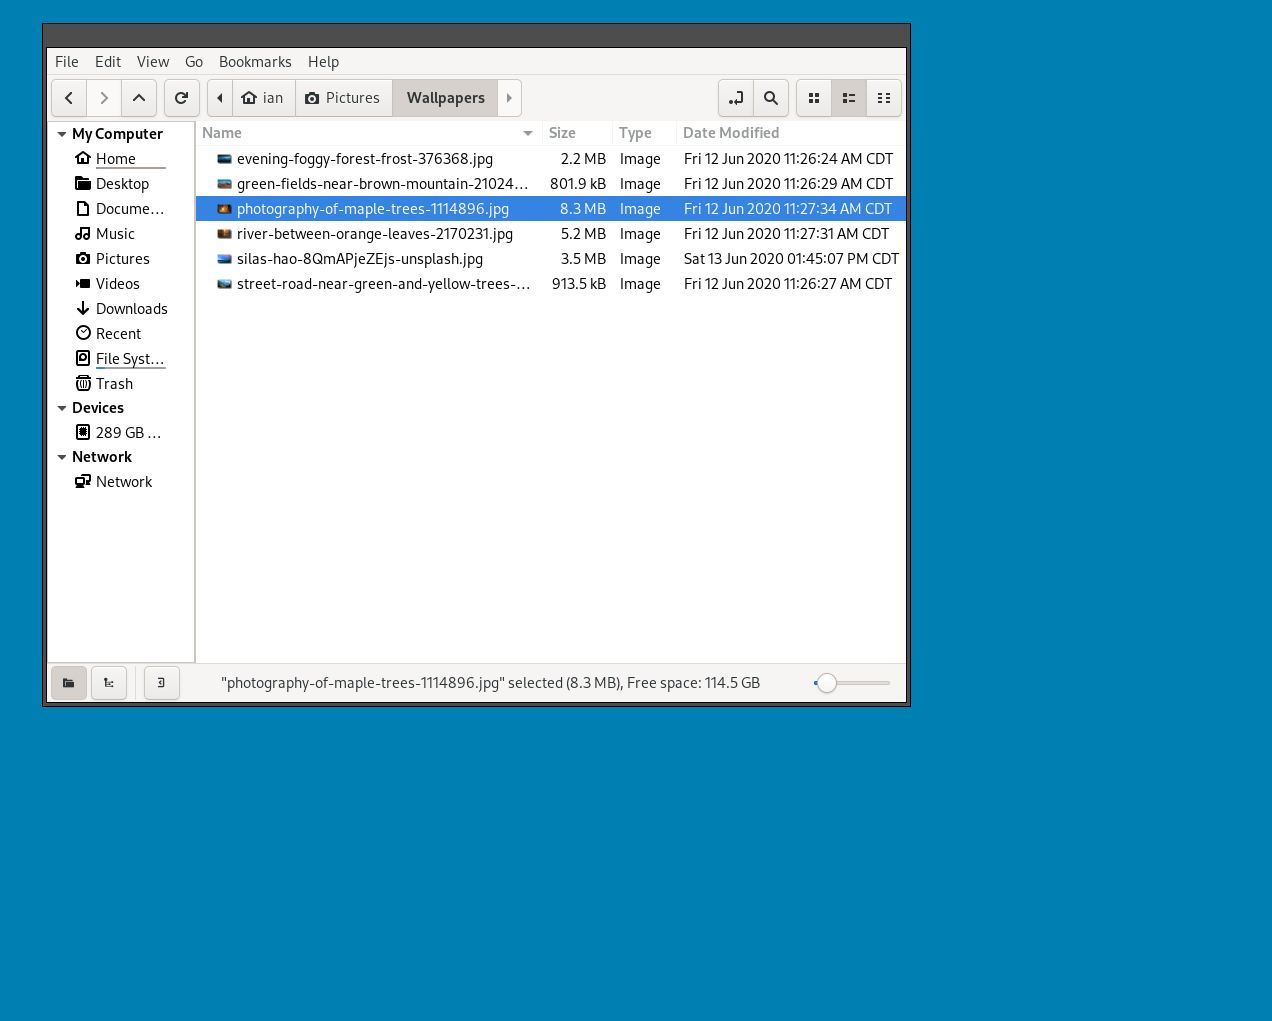 File Edit View Go Bookmarks Help
ian Pictures Wallpapers
My Computer
Home
Desktop
Docume...
Music
Pictures
Videos
Downloads
Recent
File Syst...
Trash
Devices
289 GB ...
Network
Network
Name Size Type Date Modified
evening-foggy-forest-frost-376368.jpg 2.2 MB Image Fri 12 Jun 2020 11:26:24 AM CDT
green-fields-near-brown-mountain-21024... 801.9 kB Image Fri 12 Jun 2020 11:26:29 AM CDT
photography-of-maple-trees-1114896.jpg 8.3 MB Image Fri 12 Jun 2020 11:27:34 AM CDT
river-between-orange-leaves-2170231.jpg 5.2 MB Image Fri 12 Jun 2020 11:27:31 AM CDT
silas-hao-8QmAPjeZEjs-unsplash.jpg 3.5 MB Image Sat 13 Jun 2020 01:45:07 PM CDT
street-road-near-green-and-yellow-trees-... 913.5 kB Image Fri 12 Jun 2020 11:26:27 AM CDT
"photography-of-maple-trees-1114896.jpg" selected (8.3 MB), Free space: 114.5 GB